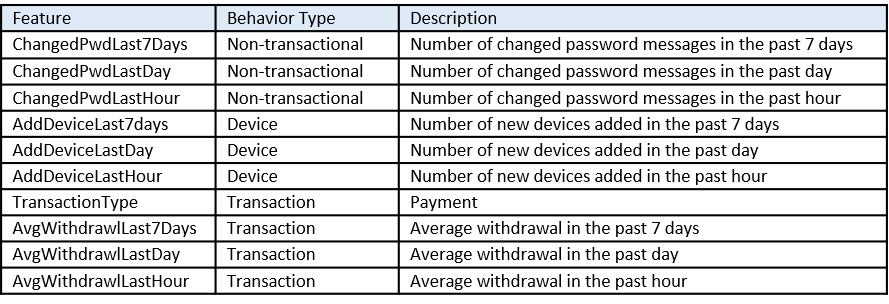 Feature Behavior Type Description
ChangedPwdLast7Days Non-transactional Number of changed password messages in the past 7 days
ChangedPwdLastDay Non-transactional Number of changed password messages in the past day
ChangedPwdLastHour Non-transactional Number of changed password messages in the past hour
AddDeviceLast7days Device Number of new devices added in the past 7 days
AddDeviceLastDay Device Number of new devices added in the past day
AddDeviceLastHour Device Number of new devices added in the past hour
TransactionType Transaction Payment
AvgWithdrawlLast7Days Transaction Average withdrawal in the past 7 days
AvgWithdrawlLastDay Transaction Average withdrawal in the past day
AvgWithdrawlLastHour Transaction Average withdrawal in the past hour